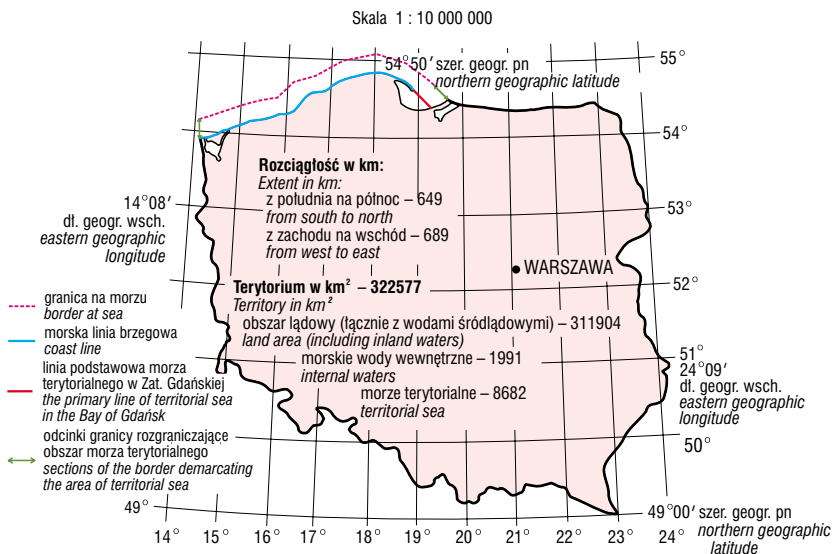 Skala 1 : 10 000 000
55°
54°50′ szer. geogr. pn
northern geographic latitude
54°
Rozciągłość w km:
Extent in km:
z południa na północ – 649
from south to north
z zachodu na wschód – 689
from west to east
14°08′
dł. geogr. wsch.
eastern geographic
longitude
53°
WARSZAWA
52°
Terytorium w km² – 322577
Territory in km²
obszar lądowy (łącznie z wodami śródlądowymi) – 311904
land area (including inland waters)
morskie wody wewnętrzne – 1991
internal waters
morze terytorialne – 8682
territorial sea
granica na morzu
border at sea
morska linia brzegowa
coast line
linia podstawowa morza
terytorialnego w Zat. Gdańskiej
the primary line of territorial sea
in the Bay of Gdańsk
odcinki granicy rozgraniczające
obszar morza terytorialnego
sections of the border demarcating
the area of territorial sea
51°
24°09′
dł. geogr. wsch.
eastern geographic
longitude
50°
49°
49°00′ szer. geogr. pn
northern geographic
latitude
14° 15° 16° 17° 18° 19° 20° 21° 22° 23° 24°